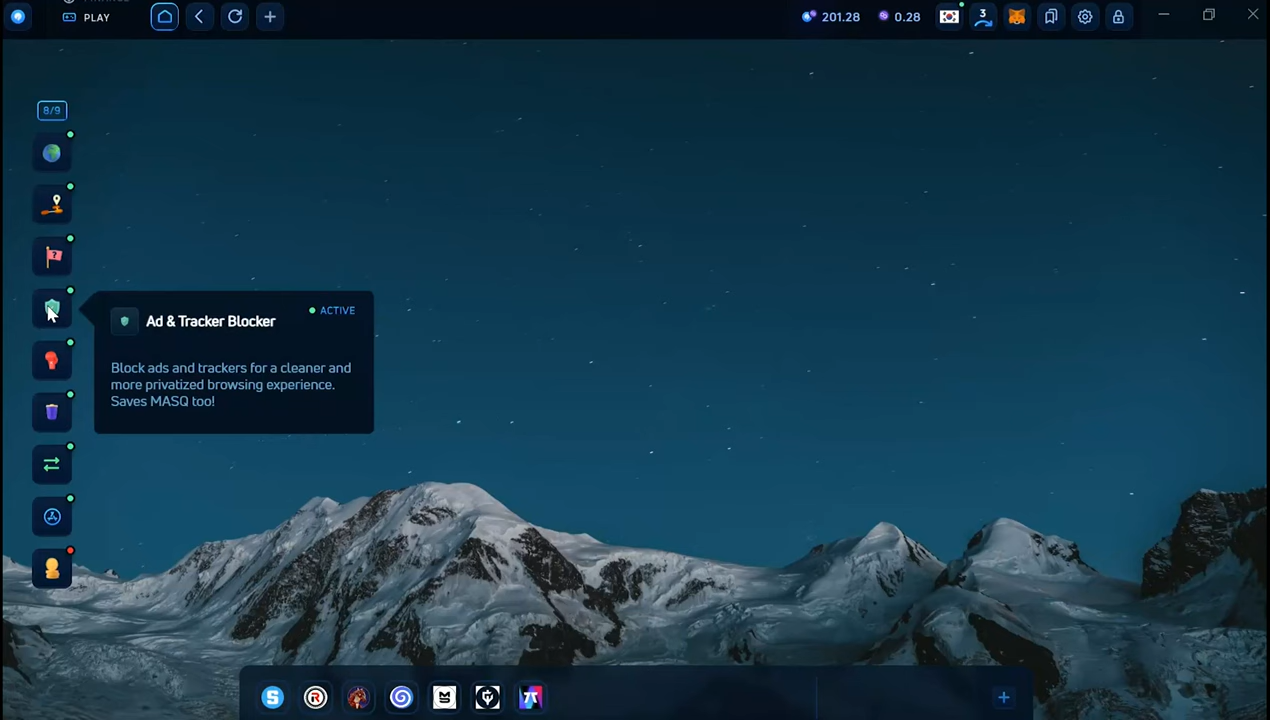 PLAY
201.28
0.28
3
8/9
?
ACTIVE
Ad & Tracker Blocker
Block ads and trackers for a cleaner and
more privatized browsing experience.
Saves MASQ too!
S
R